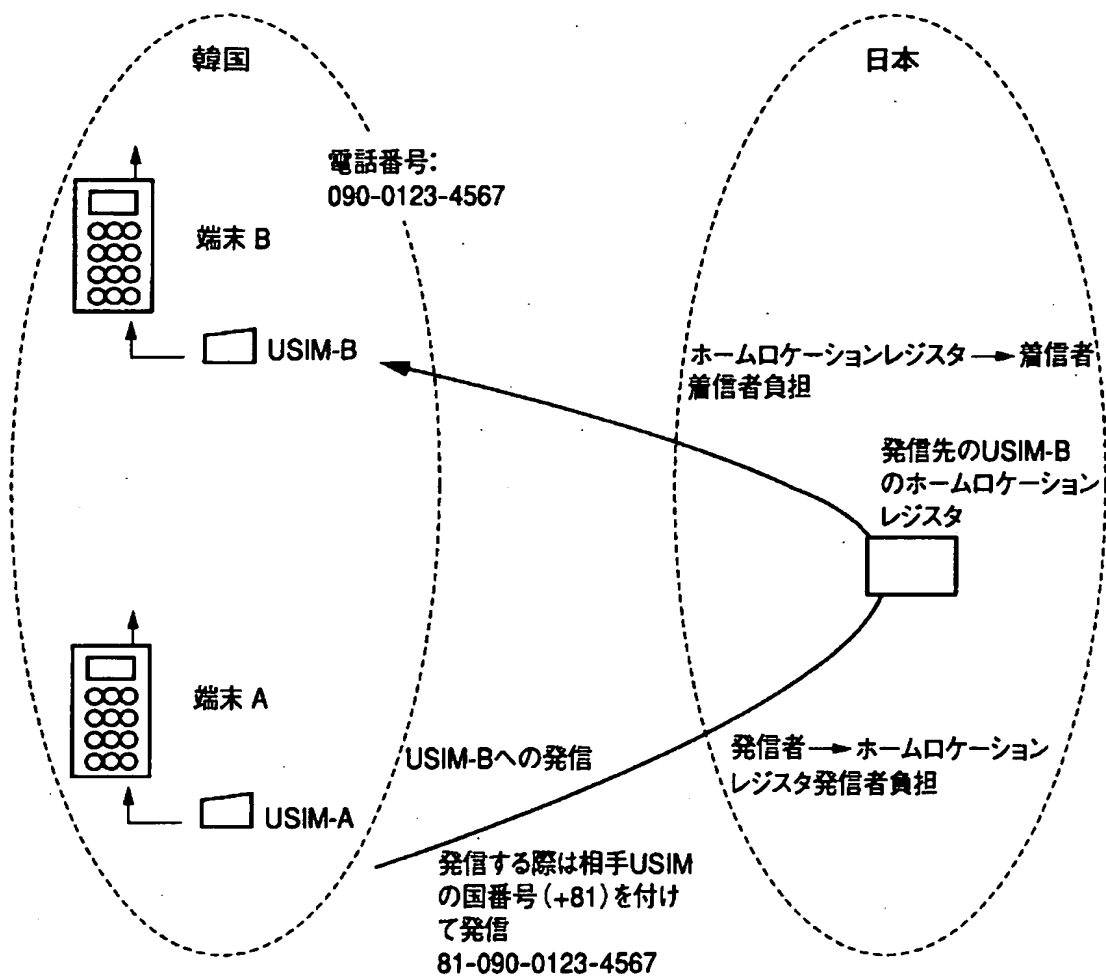 韓国
日本
電話番号:
090-0123-4567
端末 B
USIM-B
ホームロケーションレジスタ → 着信者
着信者負担
発信先のUSIM-B
のホームロケーション
レジスタ
端末 A
USIM-A
USIM-Bへの発信
発信者 → ホームロケーション
レジスタ発信者負担
発信する際は相手USIM
の国番号(+81)を付け
て発信
81-090-0123-4567